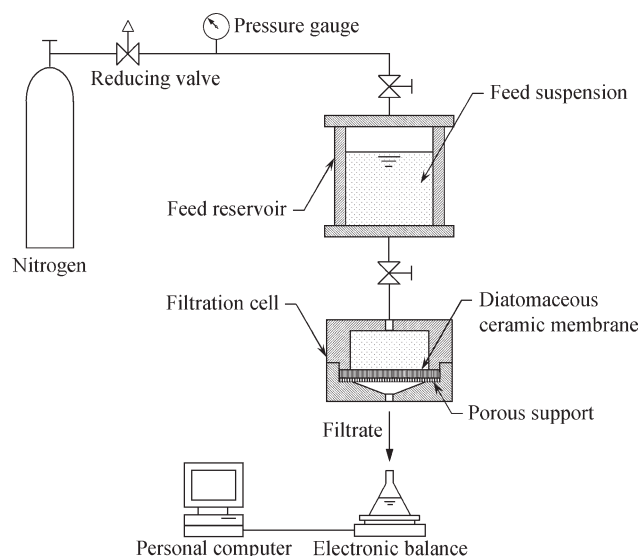 Pressure gauge
Reducing valve
Feed suspension
Feed reservoir
Nitrogen
Filtration cell
Diatomaceous
ceramic membrane
Porous support
Filtrate
Personal computer
Electronic balance